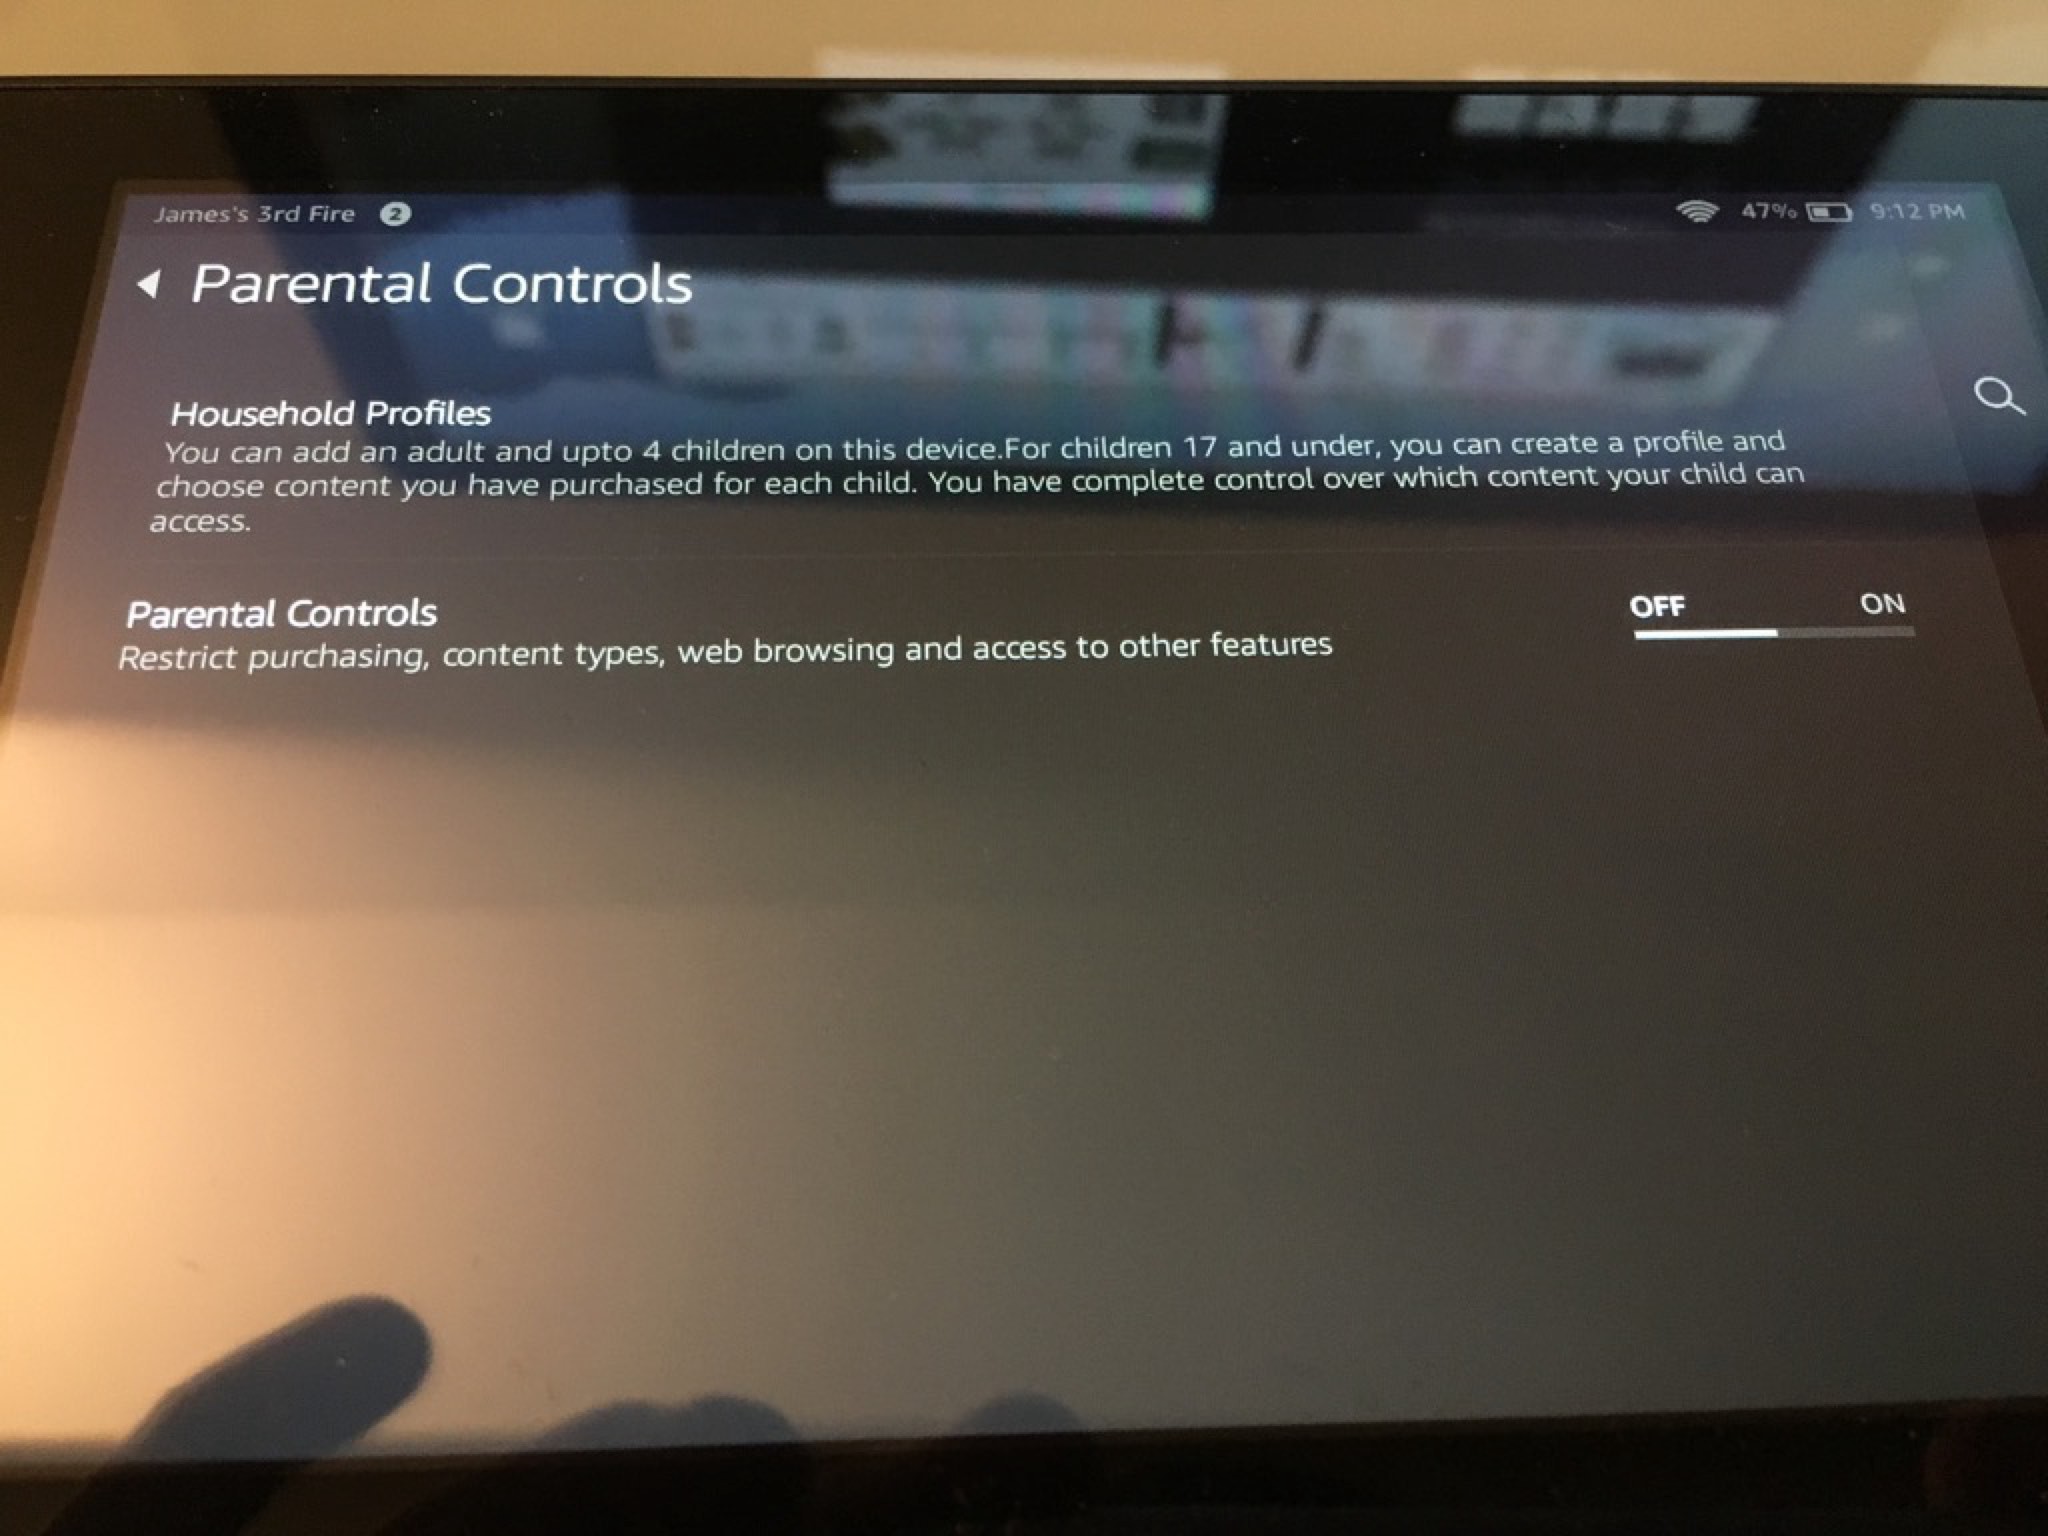 James's 3rd Fire 2 47% 9:12 PM
Parental Controls
Household Profiles
You can add an adult and upto 4 children on this device.For children 17 and under, you can create a profile and
choose content you have purchased for each child. You have complete control over which content your child can
access.
Parental Controls OFF ON
Restrict purchasing, content types, web browsing and access to other features